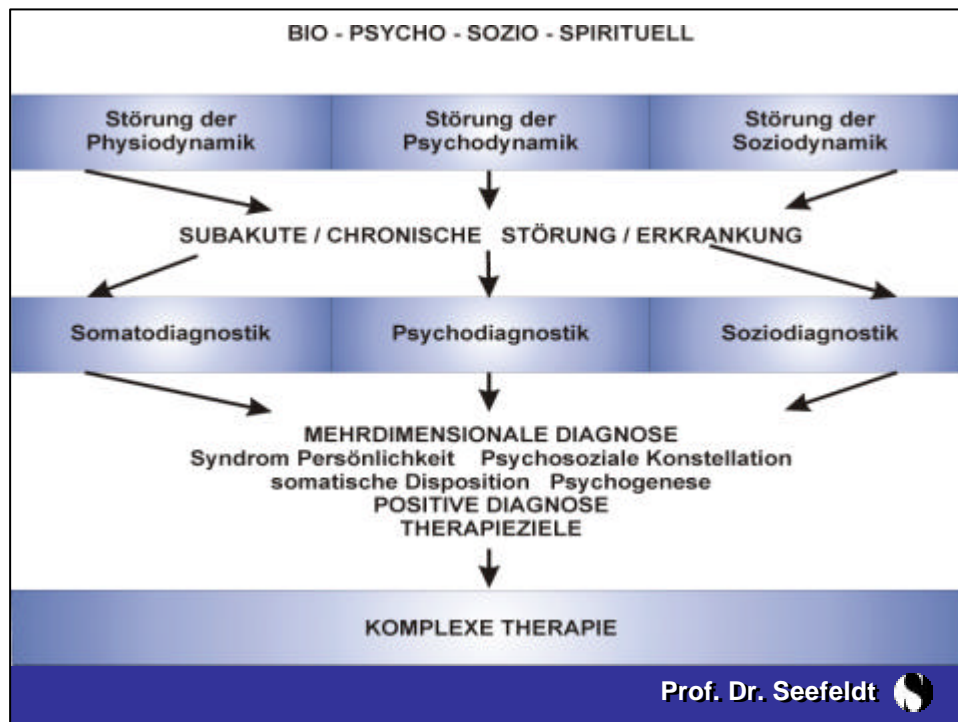 BIO - PSYCHO - SOZIO - SPIRITUELL
Störung der Physiodynamik
Störung der Psychodynamik
Störung der Soziodynamik
SUBAKUTE / CHRONISCHE STÖRUNG / ERKRANKUNG
Somatodiagnostik Psychodiagnostik Soziodiagnostik
MEHRDIMENSIONALE DIAGNOSE
Syndrom Persönlichkeit Psychosoziale Konstellation
somatische Disposition Psychogenese
POSITIVE DIAGNOSE
THERAPIEZIELE
KOMPLEXE THERAPIE
Prof. Dr. Seefeldt